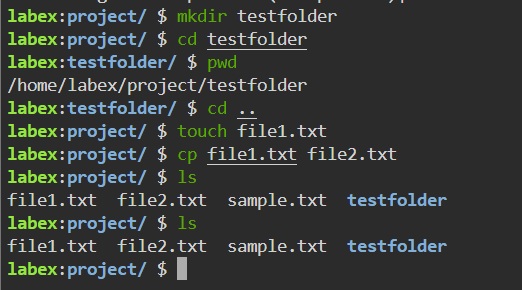 labex:project/ $ mkdir testfolder
labex:project/ $ cd testfolder
labex:testfolder/ $ pwd
/home/labex/project/testfolder
labex:testfolder/ $ cd ..
labex:project/ $ touch file1.txt
labex:project/ $ cp file1.txt file2.txt
labex:project/ $ ls
file1.txt  file2.txt  sample.txt  testfolder
labex:project/ $ ls
file1.txt  file2.txt  sample.txt  testfolder
labex:project/ $